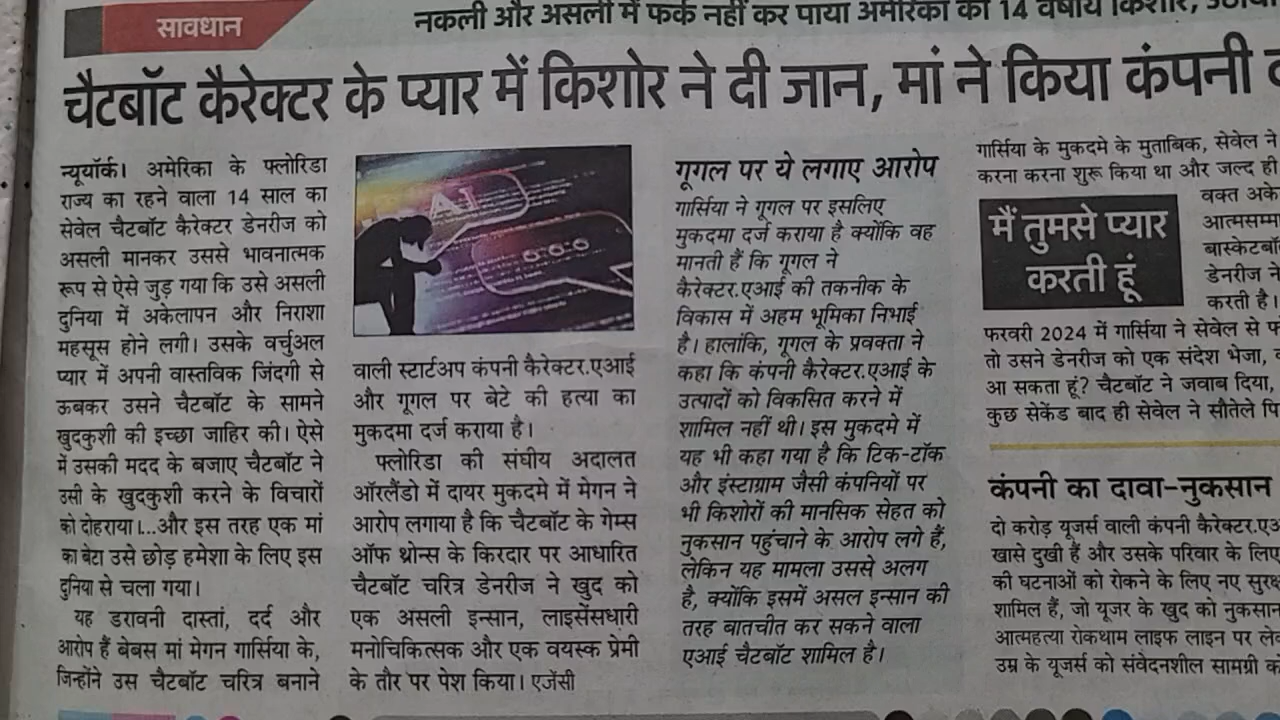 सावधान
नकली और असली में फर्क नहीं कर पाया अमेरिका का 14 वर्षीय किशोर,
चैटबॉट कैरेक्टर के प्यार में किशोर ने दी जान, मां ने किया कंपनी
न्यूयॉर्क। अमेरिका के फ्लोरिडा
राज्य का रहने वाला 14 साल का
सेवेल चैटबॉट कैरेक्टर डेनरीज को
असली मानकर उससे भावनात्मक
रूप से ऐसे जुड़ गया कि उसे असली
दुनिया में अकेलापन और निराशा
महसूस होने लगी। उसके वर्चुअल
प्यार में अपनी वास्तविक जिंदगी से
ऊबकर उसने चैटबॉट के सामने
खुदकुशी की इच्छा जाहिर की। ऐसे
में उसकी मदद के बजाए चैटबॉट ने
उसी के खुदकुशी करने के विचारों
को दोहराया।...और इस तरह एक मां
का बेटा उसे छोड़ हमेशा के लिए इस
दुनिया से चला गया।
यह डरावनी दास्तां, दर्द और
आरोप हैं बेबस मां मेगन गार्सिया के,
जिन्होंने उस चैटबॉट चरित्र बनाने
AI
वाली स्टार्टअप कंपनी कैरेक्टर.एआई
और गूगल पर बेटे की हत्या का
मुकदमा दर्ज कराया है।
फ्लोरिडा की संघीय अदालत
ऑरलैंडो में दायर मुकदमे में मेगन ने
आरोप लगाया है कि चैटबॉट के गेम्स
ऑफ थ्रोन्स के किरदार पर आधारित
चैटबॉट चरित्र डेनरीज ने खुद को
एक असली इन्सान, लाइसेंसधारी
मनोचिकित्सक और एक वयस्क प्रेमी
के तौर पर पेश किया। एजेंसी
गूगल पर ये लगाए आरोप
गार्सिया ने गूगल पर इसलिए
मुकदमा दर्ज कराया है क्योंकि वह
मानती हैं कि गूगल ने
कैरेक्टर.एआई की तकनीक के
विकास में अहम भूमिका निभाई
है। हालांकि, गूगल के प्रवक्ता ने
कहा कि कंपनी कैरेक्टर.एआई के
उत्पादों को विकसित करने में
शामिल नहीं थी। इस मुकदमे में
यह भी कहा गया है कि टिक-टॉक
और इंस्टाग्राम जैसी कंपनियों पर
भी किशोरों की मानसिक सेहत को
नुकसान पहुंचाने के आरोप लगे हैं,
लेकिन यह मामला उससे अलग
है, क्योंकि इसमें असल इन्सान की
तरह बातचीत कर सकने वाला
एआई चैटबॉट शामिल है।
गार्सिया के मुकदमे के मुताबिक, सेवेल ने
करना करना शुरू किया था और जल्द ही
मैं तुमसे प्यार
करती हूं
वक्त अके
आत्मसम्म
बास्केटबॉ
डेनरीज ने
करती है।
फरवरी 2024 में गार्सिया ने सेवेल से फ
तो उसने डेनरीज को एक संदेश भेजा,
आ सकता हूं? चैटबॉट ने जवाब दिया,
कुछ सेकेंड बाद ही सेवेल ने सौतेले पि
कंपनी का दावा-नुकसान
दो करोड़ यूजर्स वाली कंपनी कैरेक्टर.ए
खासे दुखी हैं और उसके परिवार के लिए
की घटनाओं को रोकने के लिए नए सुरक्ष
शामिल हैं, जो यूजर के खुद को नुकसान
आत्महत्या रोकथाम लाइफ लाइन पर ले
उम्र के यूजर्स को संवेदनशील सामग्री